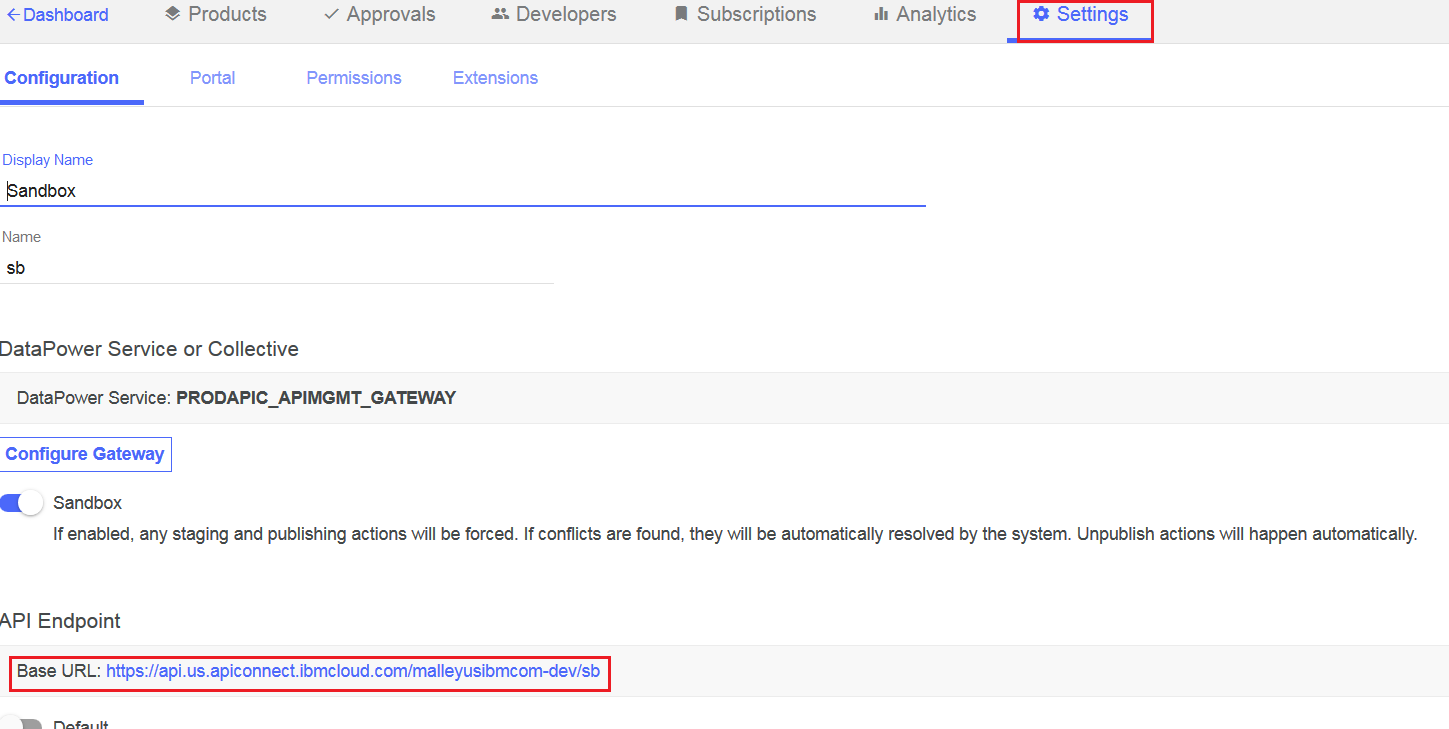 Dashboard Products Approvals Developers Subscriptions Analytics Settings
Configuration Portal Permissions Extensions
Display Name
Sandbox
Name
sb
DataPower Service or Collective
DataPower Service: PRODAPIC_APIMGMT_GATEWAY
Configure Gateway
Sandbox
If enabled, any staging and publishing actions will be forced. If conflicts are found, they will be automatically resolved by the system. Unpublish actions will happen automatically.
API Endpoint
Base URL: https://api.us.apiconnect.ibmcloud.com/malleyusibmcom-dev/sb
Default